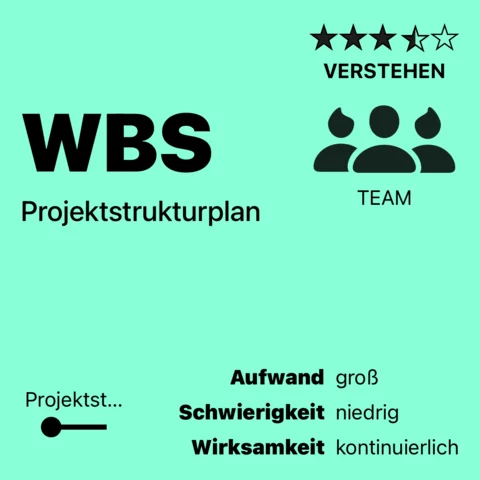 ★★★⯪☆
VERSTEHEN
WBS
Projektstrukturplan
TEAM
Projektst...
Aufwand groß
Schwierigkeit niedrig
Wirksamkeit kontinuierlich